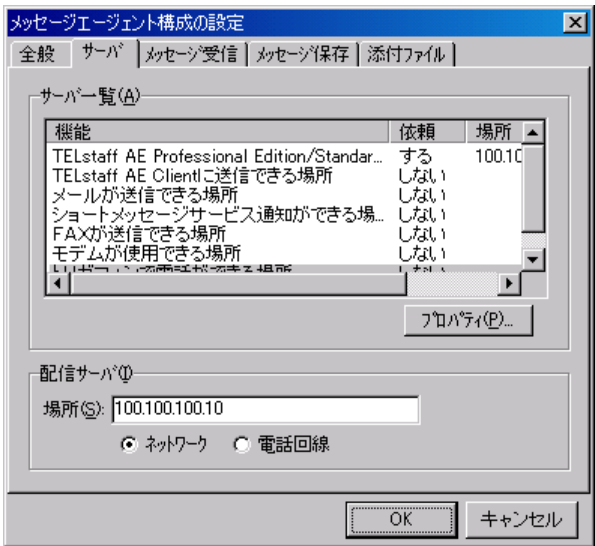 メッセージエージェント構成の設定
全般 サーバ メッセージ受信 メッセージ保存 添付ファイル
サーバ一覧(A)
機能 依頼 場所
TELstaff AE Professional Edition/Standar... する 100.10
TELstaff AE Clientに送信できる場所 しない
メールが送信できる場所 しない
ショートメッセージサービス通知ができる場... しない
FAXが送信できる場所 しない
モデムが使用できる場所 しない
プロパティ(P)...
配信サーバ(I)
場所(S): 100.100.100.10
ネットワーク 電話回線
OK キャンセル